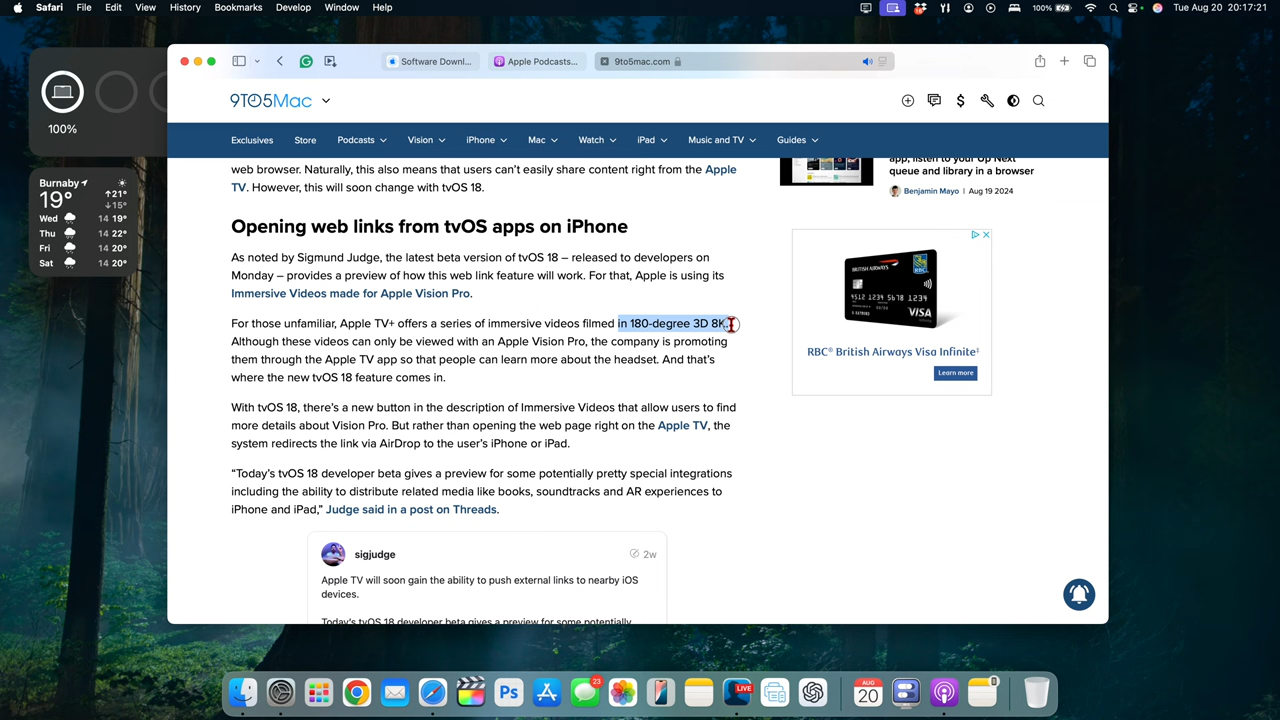 Safari File Edit View History Bookmarks Develop Window Help
100% Tue Aug 20 20:17:21
100%
Burnaby
19° ↑21° ↓15°
Wed 14 19°
Thu 14 22°
Fri 14 20°
Sat 14 20°
Software Downl... Apple Podcasts... 9to5mac.com
9TO5Mac
Exclusives Store Podcasts Vision iPhone Mac Watch iPad Music and TV Guides
web browser. Naturally, this also means that users can't easily share content right from the Apple
TV. However, this will soon change with tvOS 18.
Opening web links from tvOS apps on iPhone
As noted by Sigmund Judge, the latest beta version of tvOS 18 – released to developers on
Monday – provides a preview of how this web link feature will work. For that, Apple is using its
Immersive Videos made for Apple Vision Pro.
For those unfamiliar, Apple TV+ offers a series of immersive videos filmed in 180-degree 3D 8K.
Although these videos can only be viewed with an Apple Vision Pro, the company is promoting
them through the Apple TV app so that people can learn more about the headset. And that's
where the new tvOS 18 feature comes in.
With tvOS 18, there's a new button in the description of Immersive Videos that allow users to find
more details about Vision Pro. But rather than opening the web page right on the Apple TV, the
system redirects the link via AirDrop to the user's iPhone or iPad.
“Today's tvOS 18 developer beta gives a preview for some potentially pretty special integrations
including the ability to distribute related media like books, soundtracks and AR experiences to
iPhone and iPad,” Judge said in a post on Threads.
sigjudge 2w
Apple TV will soon gain the ability to push external links to nearby iOS
devices.
Today's tvOS 18 developer beta gives a preview for some potentially
app, listen to your Up Next
queue and library in a browser
Benjamin Mayo | Aug 19 2024
BRITISH AIRWAYS RBC
4512 1234 5678 1234
VISA
RBC® British Airways Visa Infinite‡
Learn more
23
Ps
LIVE
AUG
20